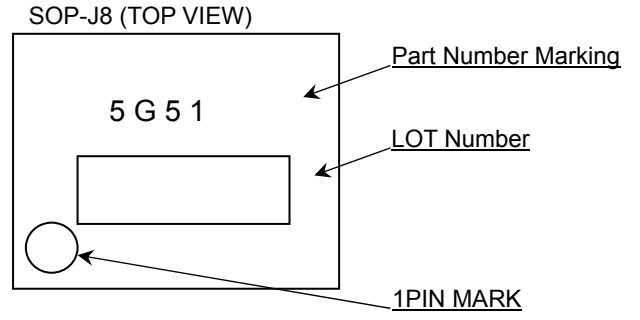 SOP-J8 (TOP VIEW)
Part Number Marking
5 G 5 1
LOT Number
1PIN MARK